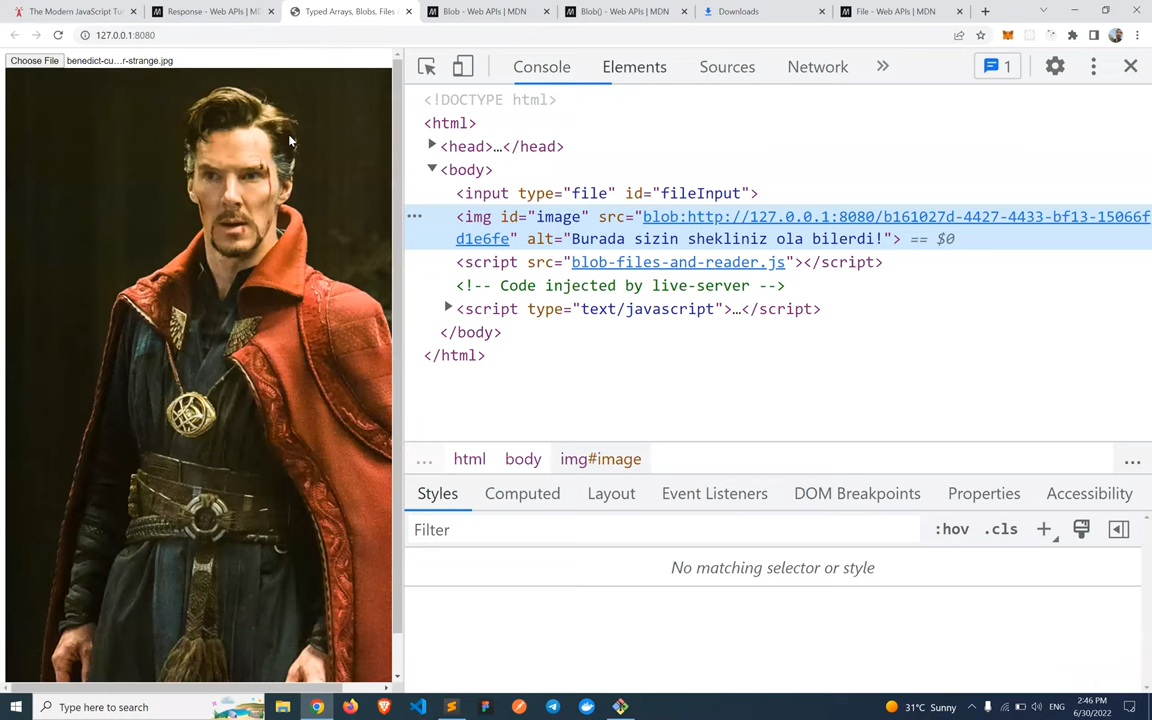 The Modern JavaScript Tut
Response - Web APIs | MD
Typed Arrays, Blobs, Files a
Blob - Web APIs | MDN
Blob() - Web APIs | MDN
Downloads
File - Web APIs | MDN
127.0.0.1:8080
Choose File benedict-cu...r-strange.jpg
Console Elements Sources Network » 1
<!DOCTYPE html>
<html>
<head>…</head>
<body>
<input type="file" id="fileInput">
<img id="image" src="blob:http://127.0.0.1:8080/b161027d-4427-4433-bf13-15066f
d1e6fe" alt="Burada sizin shekliniz ola bilerdi!"> == $0
<script src="blob-files-and-reader.js"></script>
<!-- Code injected by live-server -->
<script type="text/javascript">…</script>
</body>
</html>
… html body img#image …
Styles Computed Layout Event Listeners DOM Breakpoints Properties Accessibility
Filter :hov .cls
No matching selector or style
Type here to search
31°C Sunny
ENG
2:46 PM
6/30/2022